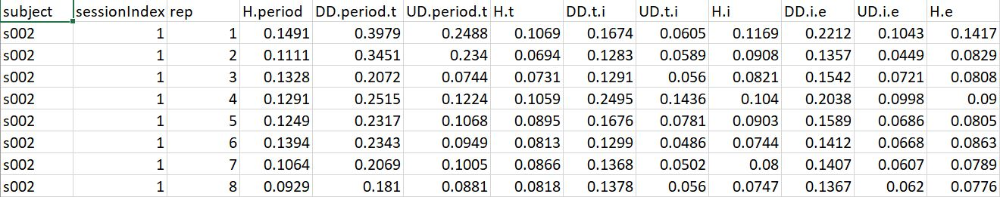 subject sessionIndex rep H.period DD.period.t UD.period.t H.t DD.t.i UD.t.i H.i DD.i.e UD.i.e H.e
s002 1 1 0.1491 0.3979 0.2488 0.1069 0.1674 0.0605 0.1169 0.2212 0.1043 0.1417
s002 1 2 0.1111 0.3451 0.234 0.0694 0.1283 0.0589 0.0908 0.1357 0.0449 0.0829
s002 1 3 0.1328 0.2072 0.0744 0.0731 0.1291 0.056 0.0821 0.1542 0.0721 0.0808
s002 1 4 0.1291 0.2515 0.1224 0.1059 0.2495 0.1436 0.104 0.2038 0.0998 0.09
s002 1 5 0.1249 0.2317 0.1068 0.0895 0.1676 0.0781 0.0903 0.1589 0.0686 0.0805
s002 1 6 0.1394 0.2343 0.0949 0.0813 0.1299 0.0486 0.0744 0.1412 0.0668 0.0863
s002 1 7 0.1064 0.2069 0.1005 0.0866 0.1368 0.0502 0.08 0.1407 0.0607 0.0789
s002 1 8 0.0929 0.181 0.0881 0.0818 0.1378 0.056 0.0747 0.1367 0.062 0.0776